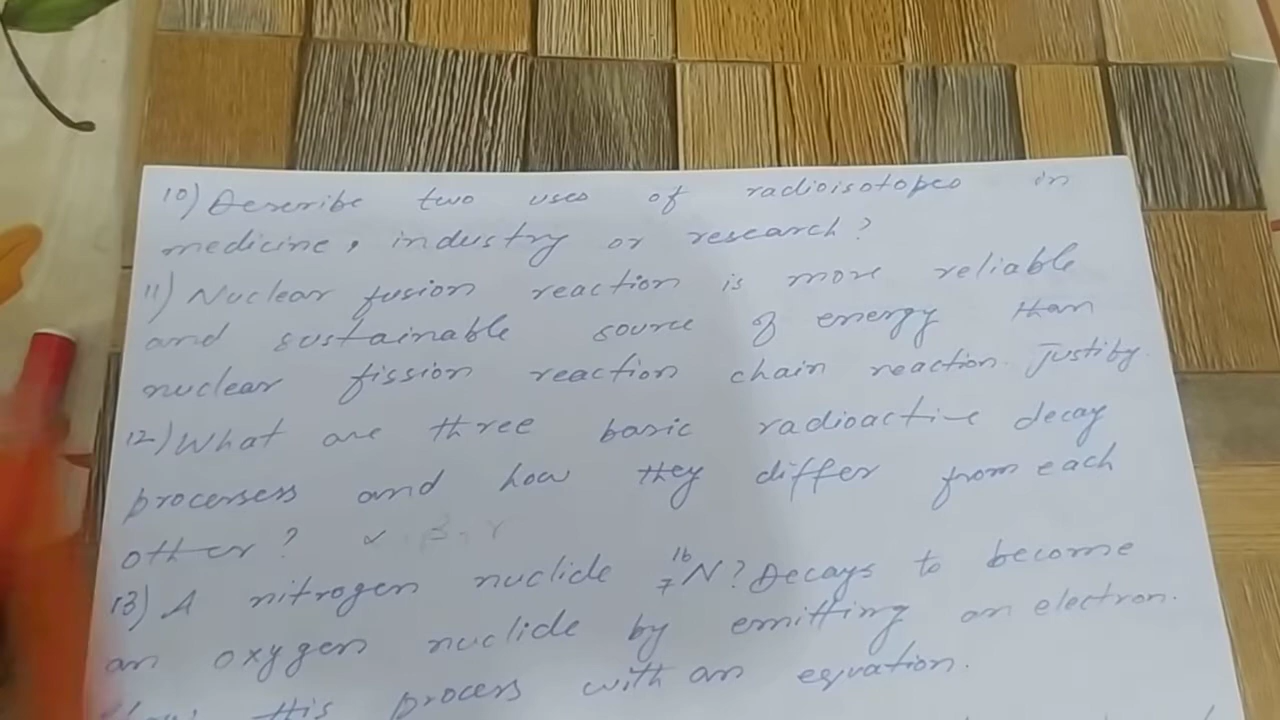 10) Describe two uses of radioisotopes in
medicine, industry or research?
11) Nuclear fusion reaction is more reliable
and sustainable source of energy than
nuclear fission reaction chain reaction. Justify.
12) What are three basic radioactive decay
processess and how they differ from each
other? α β γ
13) A nitrogen nuclide ¹⁶₇N? Decays to become
an oxygen nuclide by emitting an electron.
this process with an equation.